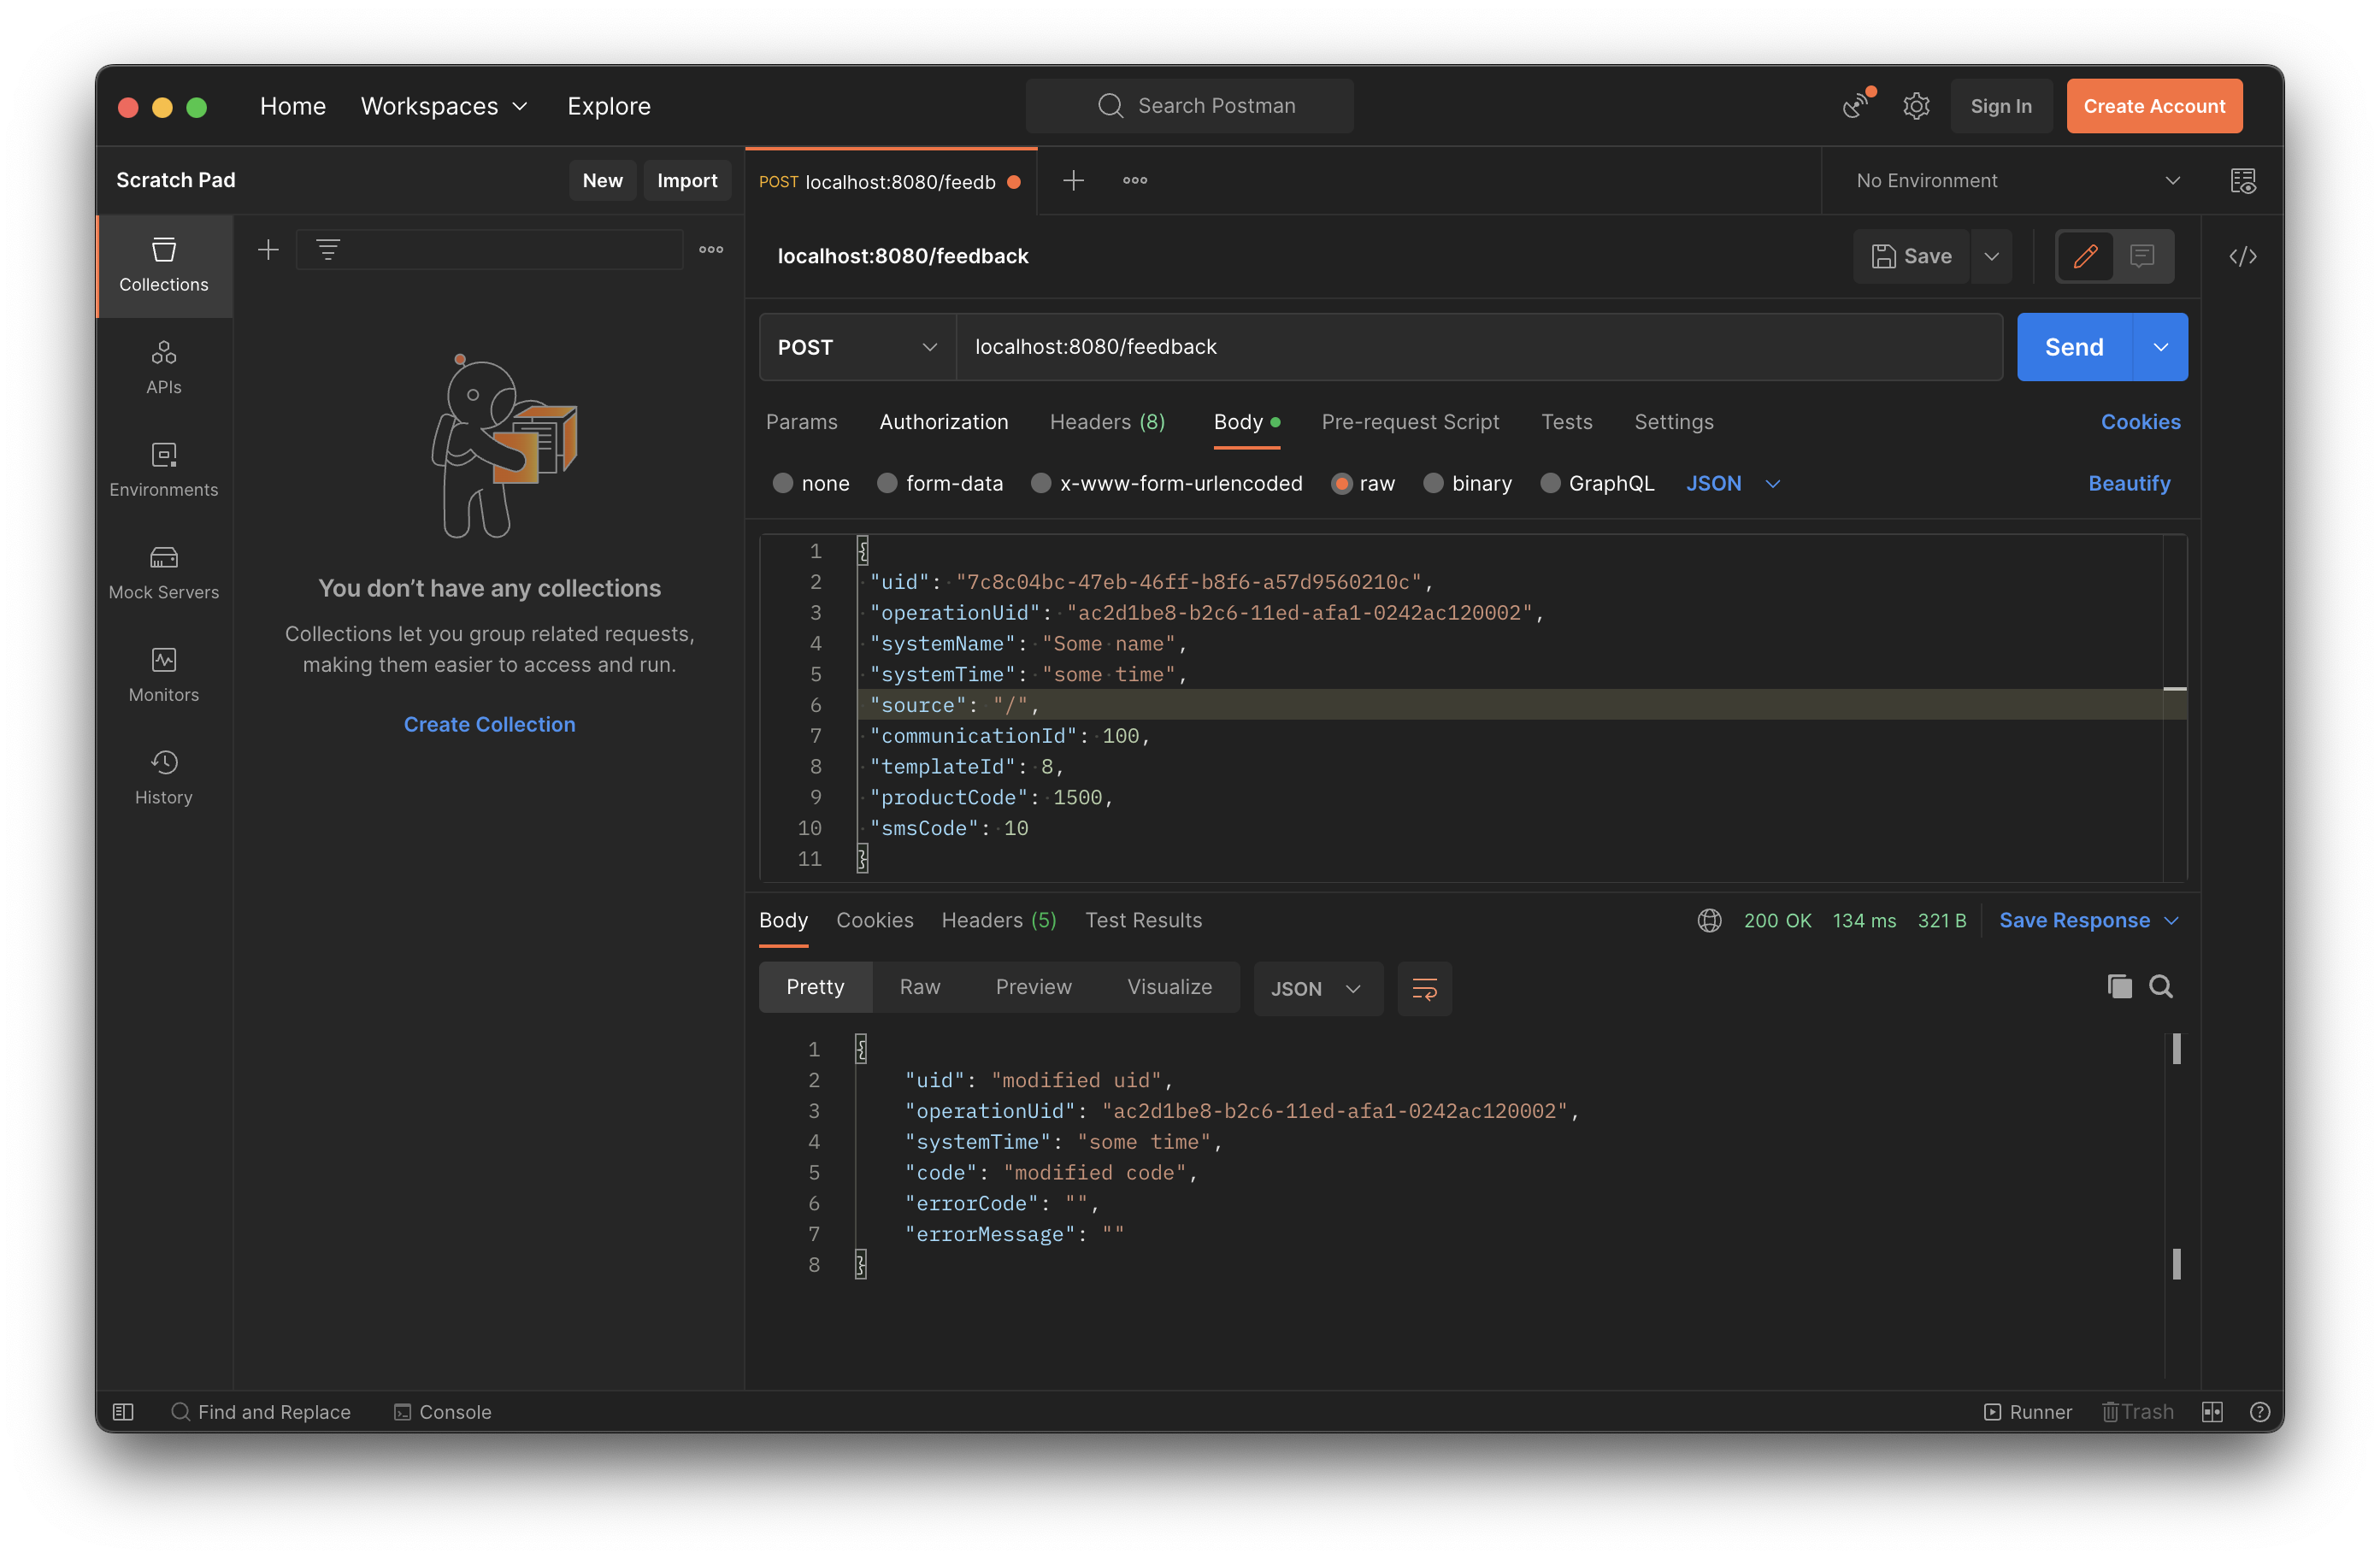 Home Workspaces Explore Search Postman Sign In Create Account
Scratch Pad New Import
POST localhost:8080/feedb No Environment
Collections
APIs
Environments
Mock Servers
Monitors
History
You don’t have any collections
Collections let you group related requests,
making them easier to access and run.
Create Collection
localhost:8080/feedback Save
POST localhost:8080/feedback Send
Params Authorization Headers (8) Body Pre-request Script Tests Settings Cookies
none form-data x-www-form-urlencoded raw binary GraphQL JSON Beautify
1 {
2 "uid": "7c8c04bc-47eb-46ff-b8f6-a57d9560210c",
3 "operationUid": "ac2d1be8-b2c6-11ed-afa1-0242ac120002",
4 "systemName": "Some name",
5 "systemTime": "some time",
6 "source": "/",
7 "communicationId": 100,
8 "templateId": 8,
9 "productCode": 1500,
10 "smsCode": 10
11 }
Body Cookies Headers (5) Test Results 200 OK 134 ms 321 B Save Response
Pretty Raw Preview Visualize JSON
1 {
2 "uid": "modified uid",
3 "operationUid": "ac2d1be8-b2c6-11ed-afa1-0242ac120002",
4 "systemTime": "some time",
5 "code": "modified code",
6 "errorCode": "",
7 "errorMessage": ""
8 }
Find and Replace Console Runner Trash